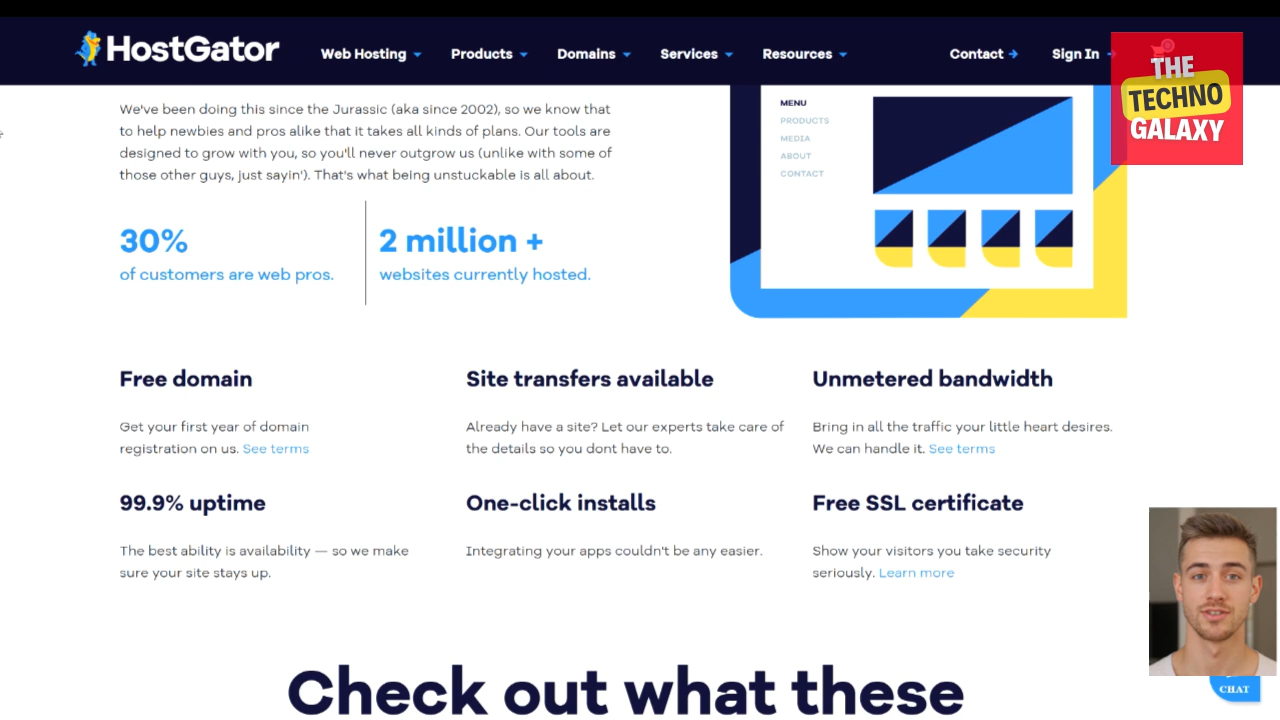 HostGator
Web Hosting
Products
Domains
Services
Resources
Contact
Sign In
THE
TECHNO
GALAXY
We've been doing this since the Jurassic (aka since 2002), so we know that
to help newbies and pros alike that it takes all kinds of plans. Our tools are
designed to grow with you, so you'll never outgrow us (unlike with some of
those other guys, just sayin'). That's what being unstuckable is all about.
MENU
PRODUCTS
MEDIA
ABOUT
CONTACT
30%
of customers are web pros.
2 million +
websites currently hosted.
Free domain
Get your first year of domain
registration on us. See terms
Site transfers available
Already have a site? Let our experts take care of
the details so you dont have to.
Unmetered bandwidth
Bring in all the traffic your little heart desires.
We can handle it. See terms
99.9% uptime
The best ability is availability — so we make
sure your site stays up.
One-click installs
Integrating your apps couldn't be any easier.
Free SSL certificate
Show your visitors you take security
seriously. Learn more
CHAT
Check out what these